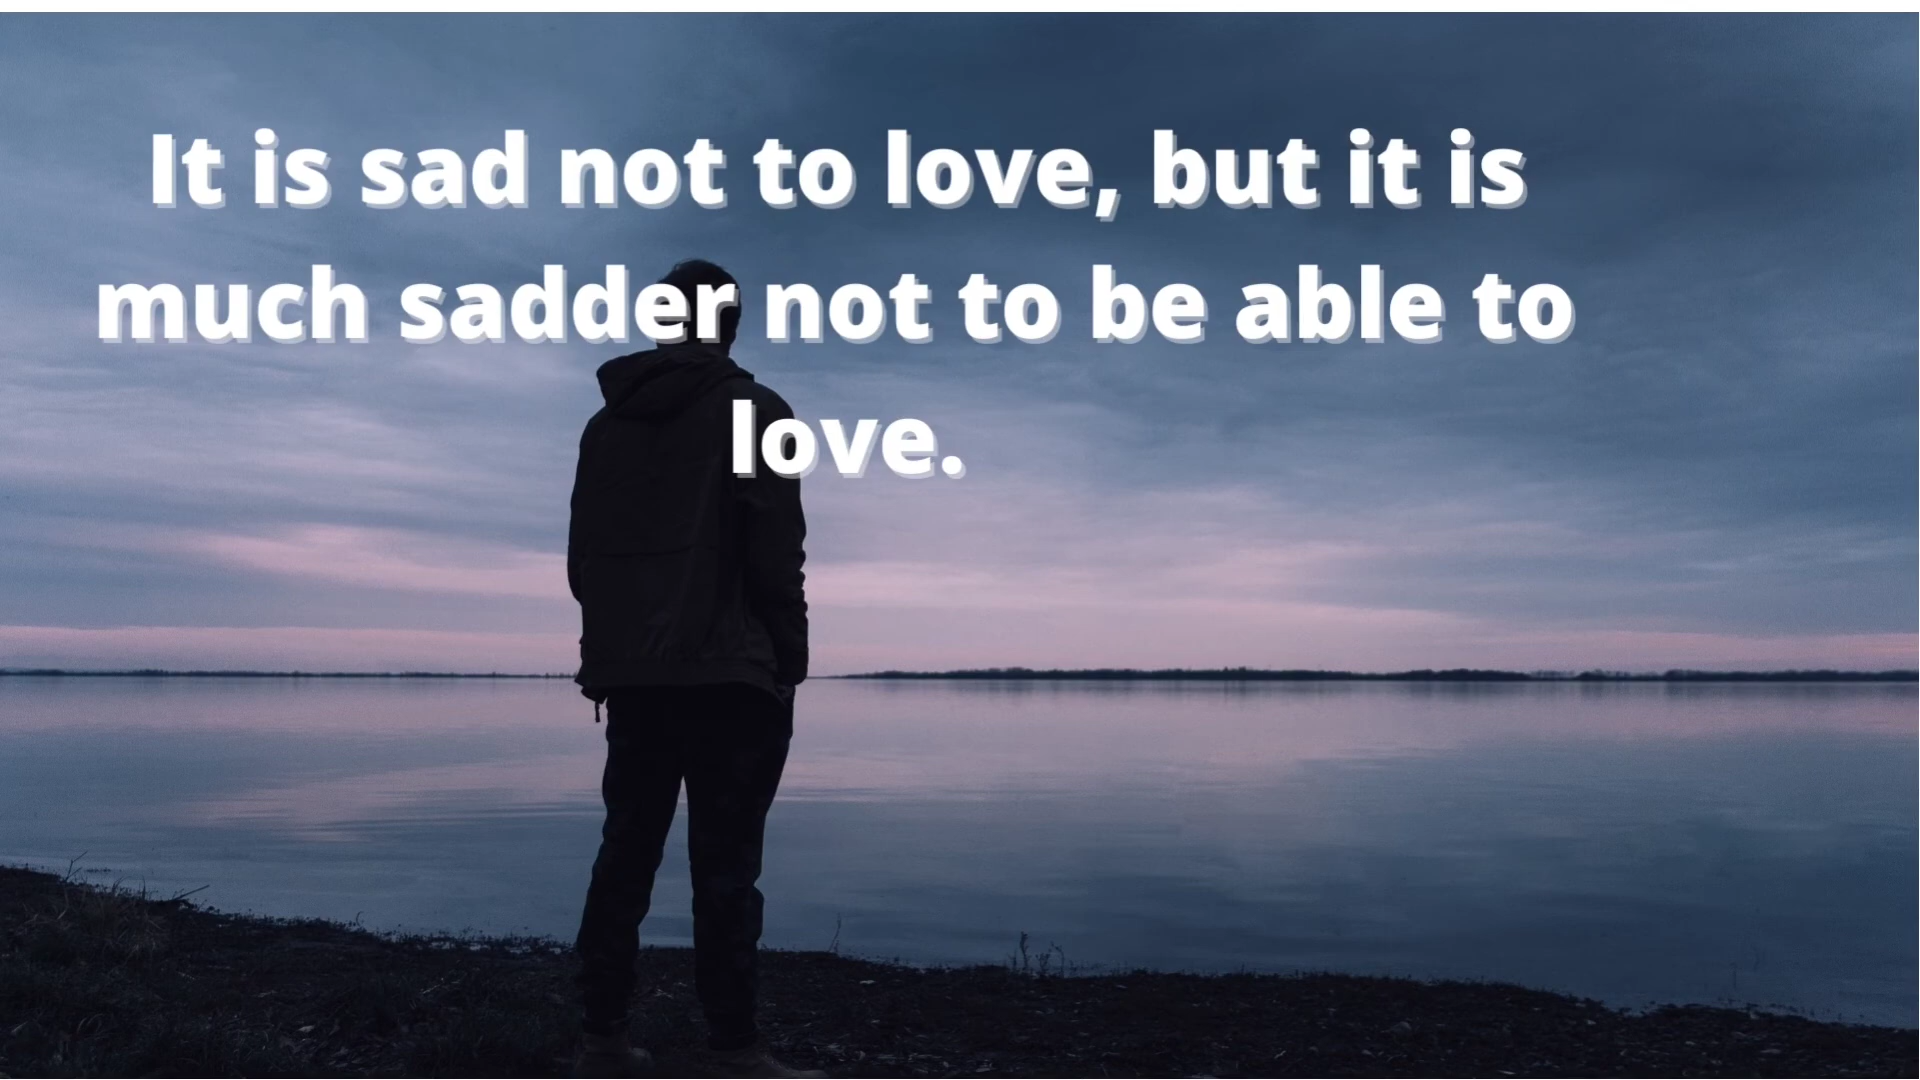 It is sad not to love, but it is
much sadder not to be able to
love.